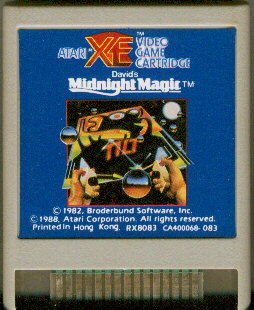 ATARI XE™ VIDEO
GAME
CARTRIDGE
David's
Midnight Magic™
© 1982, Broderbund Software, Inc.
© 1988, Atari Corporation. All rights reserved.
Printed in Hong Kong. RX8083 CA400068-083